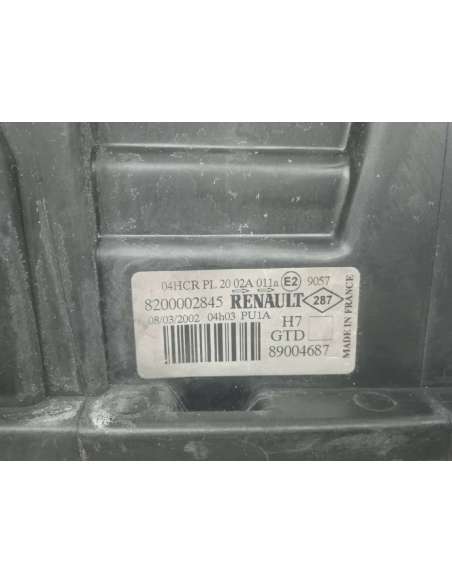 04HCR PL 20 02A 011a E2 9057
8200002845 RENAULT 287
08/03/2002 04h03 PU1A
H7
GTD
89004687
MADE IN FRANCE